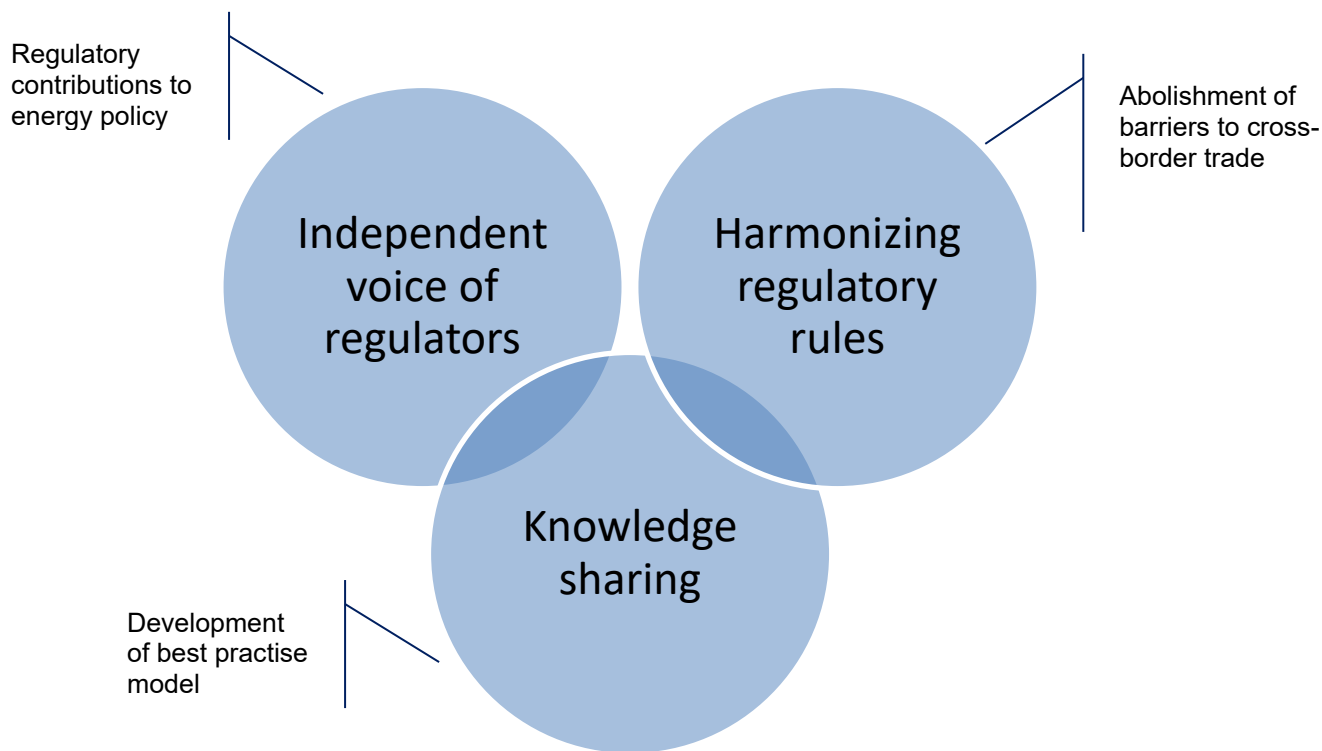 Regulatory
contributions to
energy policy
Abolishment of
barriers to cross-
border trade
Independent
voice of
regulators
Harmonizing
regulatory
rules
Knowledge
sharing
Development
of best practise
model